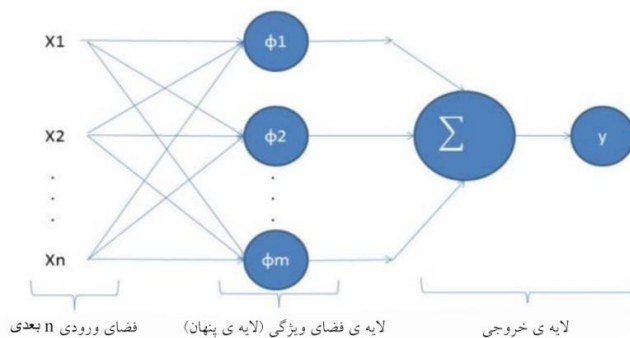 X1
ϕ1
X2
ϕ2
∑
y
Xn
ϕm
فضای ورودی n بعدی
لایه ی فضای ویژگی (لایه ی پنهان)
لایه ی خروجی